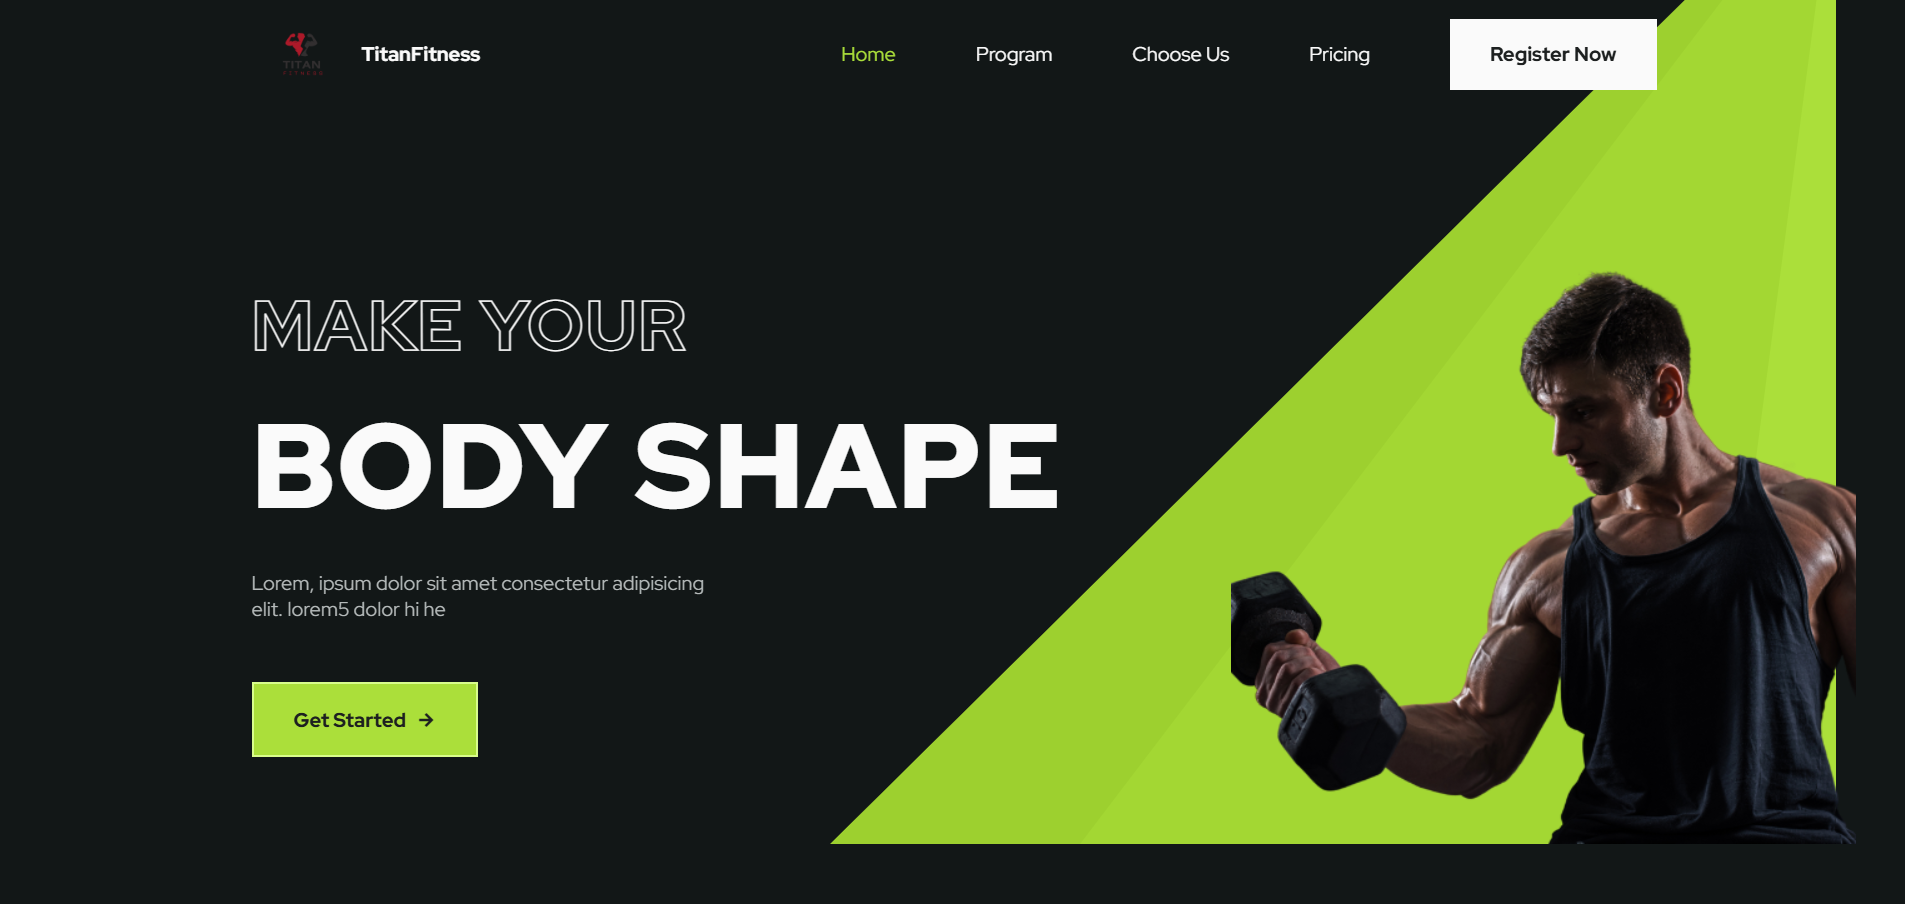 TITAN
FITNESS
TitanFitness
Home
Program
Choose Us
Pricing
Register Now
MAKE YOUR
BODY SHAPE
Lorem, ipsum dolor sit amet consectetur adipisicing
elit. lorem5 dolor hi he
Get Started →